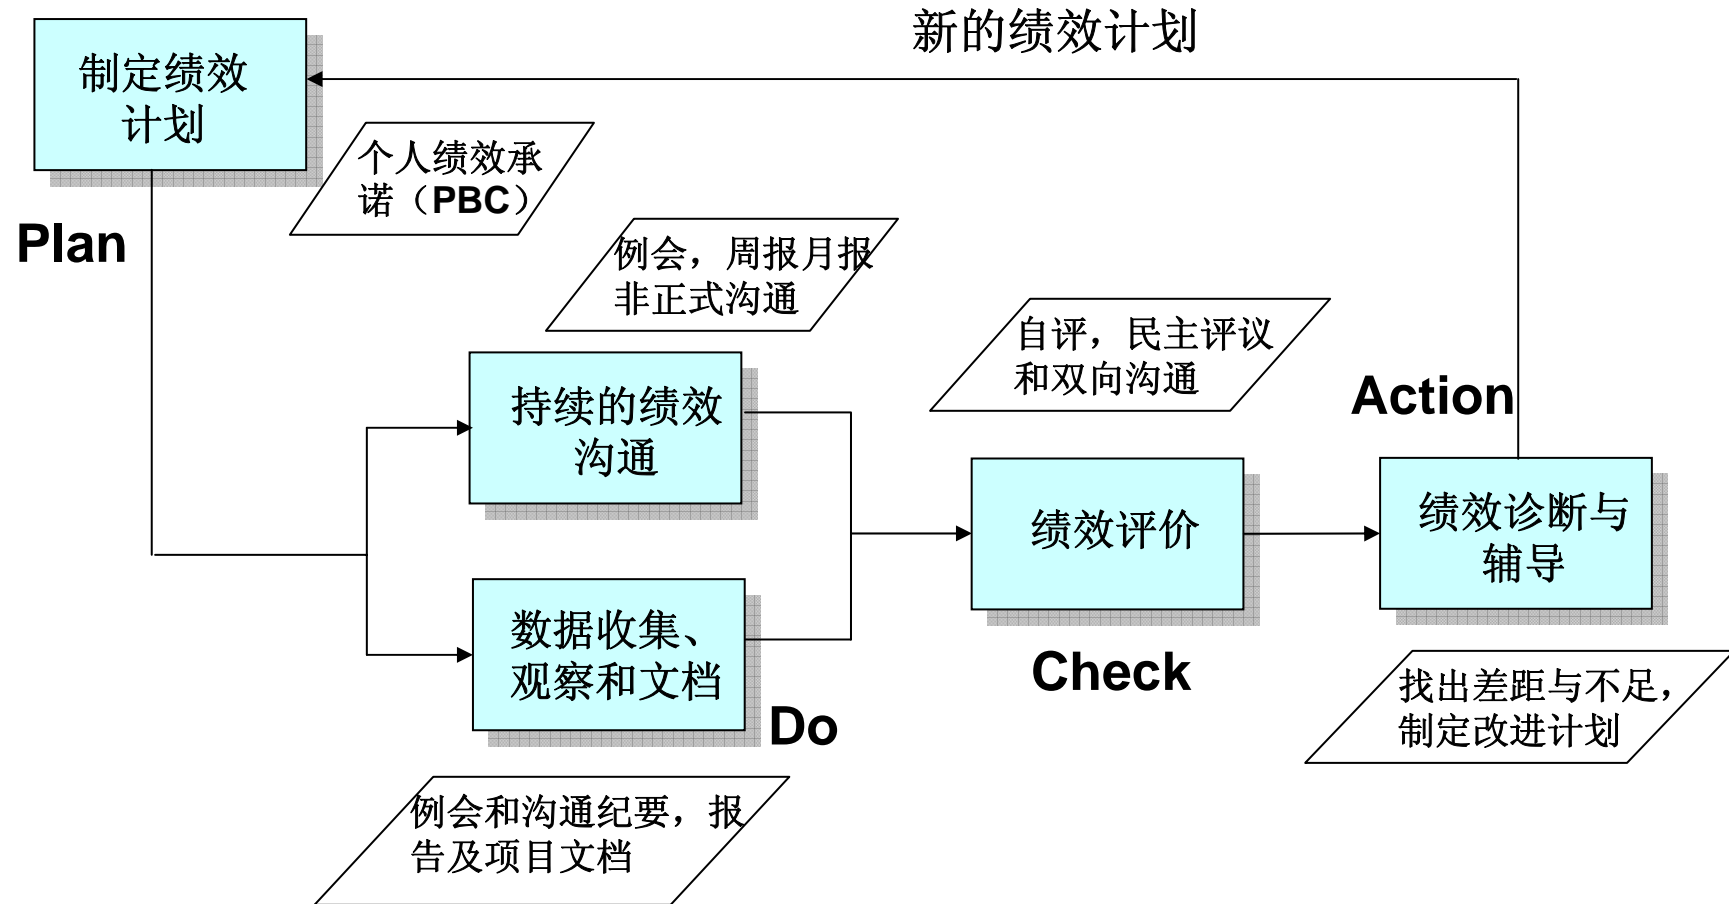 新的绩效计划
制定绩效
计划
个人绩效承
诺（PBC）
Plan
例会，周报月报
非正式沟通
自评，民主评议
和双向沟通
Action
持续的绩效
沟通
绩效评价
绩效诊断与
辅导
数据收集、
观察和文档
Do
Check
找出差距与不足，
制定改进计划
例会和沟通纪要，报
告及项目文档